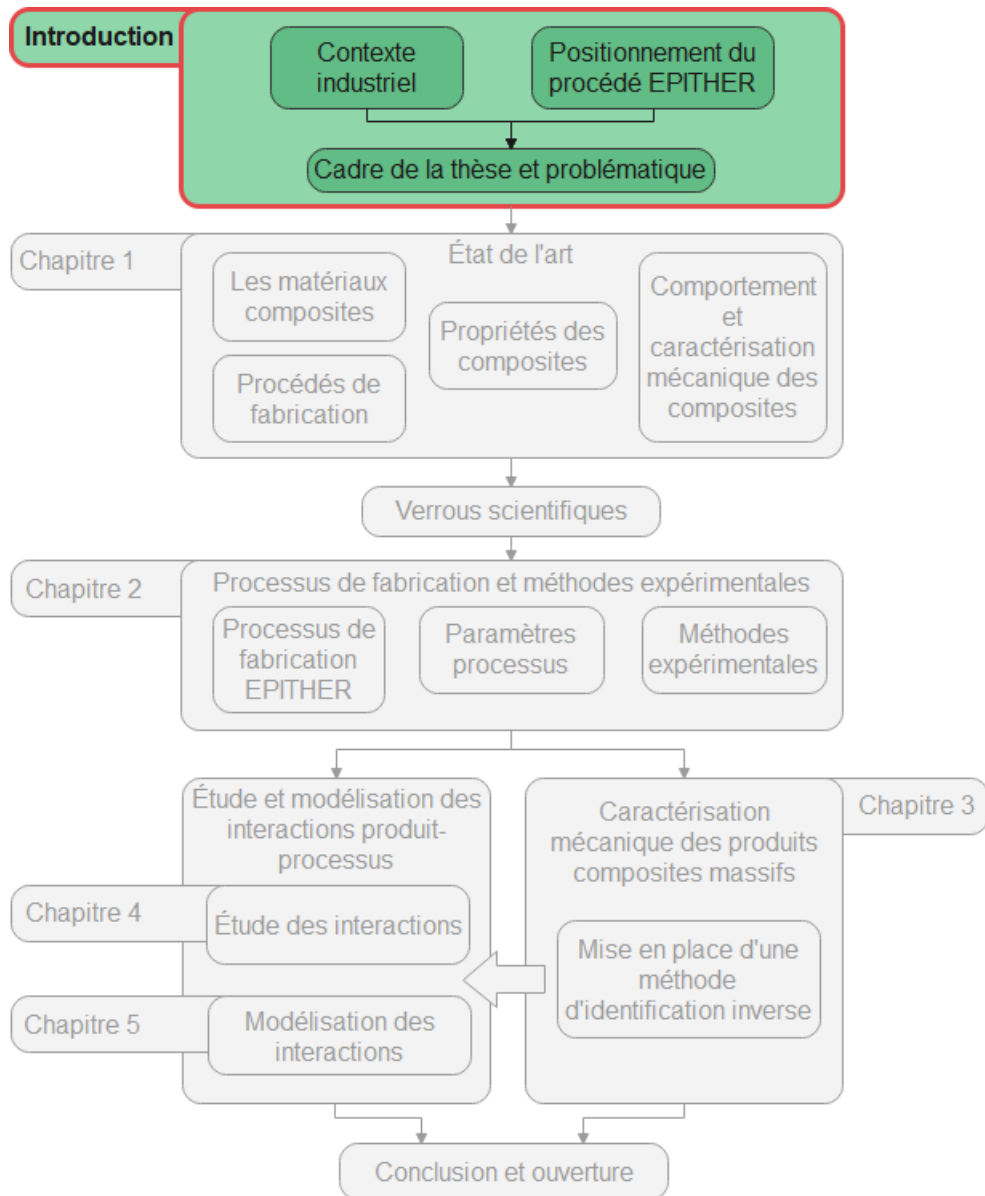 Introduction
Contexte
industriel
Positionnement du
procédé EPITHER
Cadre de la thèse et problématique
Chapitre 1
État de l'art
Les matériaux
composites
Procédés de
fabrication
Propriétés des
composites
Comportement
et
caractérisation
mécanique des
composites
Verrous scientifiques
Chapitre 2
Processus de fabrication et méthodes expérimentales
Processus de
fabrication
EPITHER
Paramètres
processus
Méthodes
expérimentales
Étude et modélisation des
interactions produit-
processus
Chapitre 4
Étude des interactions
Chapitre 5
Modélisation des
interactions
Chapitre 3
Caractérisation
mécanique des produits
composites massifs
Mise en place d'une
méthode
d'identification inverse
Conclusion et ouverture